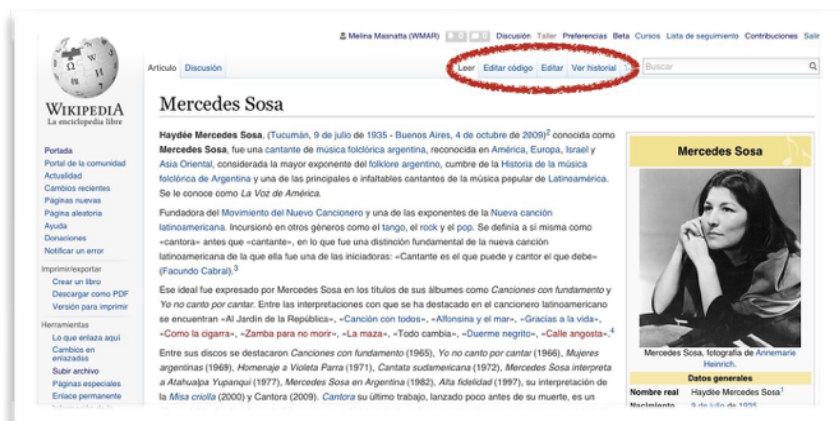 Melina Masnatta (WMAR) 0 0 Discusión Taller Preferencias Beta Cursos Lista de seguimiento Contribuciones Salir
Artículo Discusión Leer Editar código Editar Ver historial Buscar
WIKIPEDIA
La enciclopedia libre
Portada
Portal de la comunidad
Actualidad
Cambios recientes
Páginas nuevas
Página aleatoria
Ayuda
Donaciones
Notificar un error
Imprimir/exportar
Crear un libro
Descargar como PDF
Versión para imprimir
Herramientas
Lo que enlaza aquí
Cambios en
enlazadas
Subir archivo
Páginas especiales
Enlace permanente
Mercedes Sosa
Haydée Mercedes Sosa, (Tucumán, 9 de julio de 1935 - Buenos Aires, 4 de octubre de 2009)2 conocida como
Mercedes Sosa, fue una cantante de música folclórica argentina, reconocida en América, Europa, Israel y
Asia Oriental, considerada la mayor exponente del folklore argentino, cumbre de la Historia de la música
folclórica de Argentina y una de las principales e infaltables cantantes de la música popular de Latinoamérica.
Se le conoce como La Voz de América.
Fundadora del Movimiento del Nuevo Cancionero y una de las exponentes de la Nueva canción
latinoamericana. Incursionó en otros géneros como el tango, el rock y el pop. Se definía a sí misma como
«cantora» antes que «cantante», en lo que fue una distinción fundamental de la nueva canción
latinoamericana de la que ella fue una de las iniciadoras: «Cantante es el que puede y cantor el que debe»
(Facundo Cabral).3
Ese ideal fue expresado por Mercedes Sosa en los títulos de sus álbumes como Canciones con fundamento y
Yo no canto por cantar. Entre las interpretaciones con que se ha destacado en el cancionero latinoamericano
se encuentran «Al Jardín de la República», «Canción con todos», «Alfonsina y el mar», «Gracias a la vida»,
«Como la cigarra», «Zamba para no morir», «La maza», «Todo cambia», «Duerme negrito», «Calle angosta».4
Entre sus discos se destacaron Canciones con fundamento (1965), Yo no canto por cantar (1966), Mujeres
argentinas (1969), Homenaje a Violeta Parra (1971), Cantata sudamericana (1972), Mercedes Sosa interpreta
a Atahualpa Yupanqui (1977), Mercedes Sosa en Argentina (1982), Alta fidelidad (1997), su interpretación de
la Misa criolla (2000) y Cantora (2009). Cantora su último trabajo, lanzado poco antes de su muerte, es un
Mercedes Sosa
Mercedes Sosa, fotografía de Annemarie
Heinrich.
Datos generales
Nombre real Haydée Mercedes Sosa1
Nacimiento 9 de julio de 1935